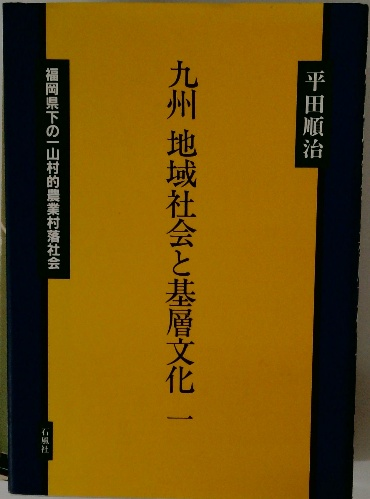 平田順治
九州 地域社会と基層文化 一
福岡県下の一山村的農業村落社会
石風社